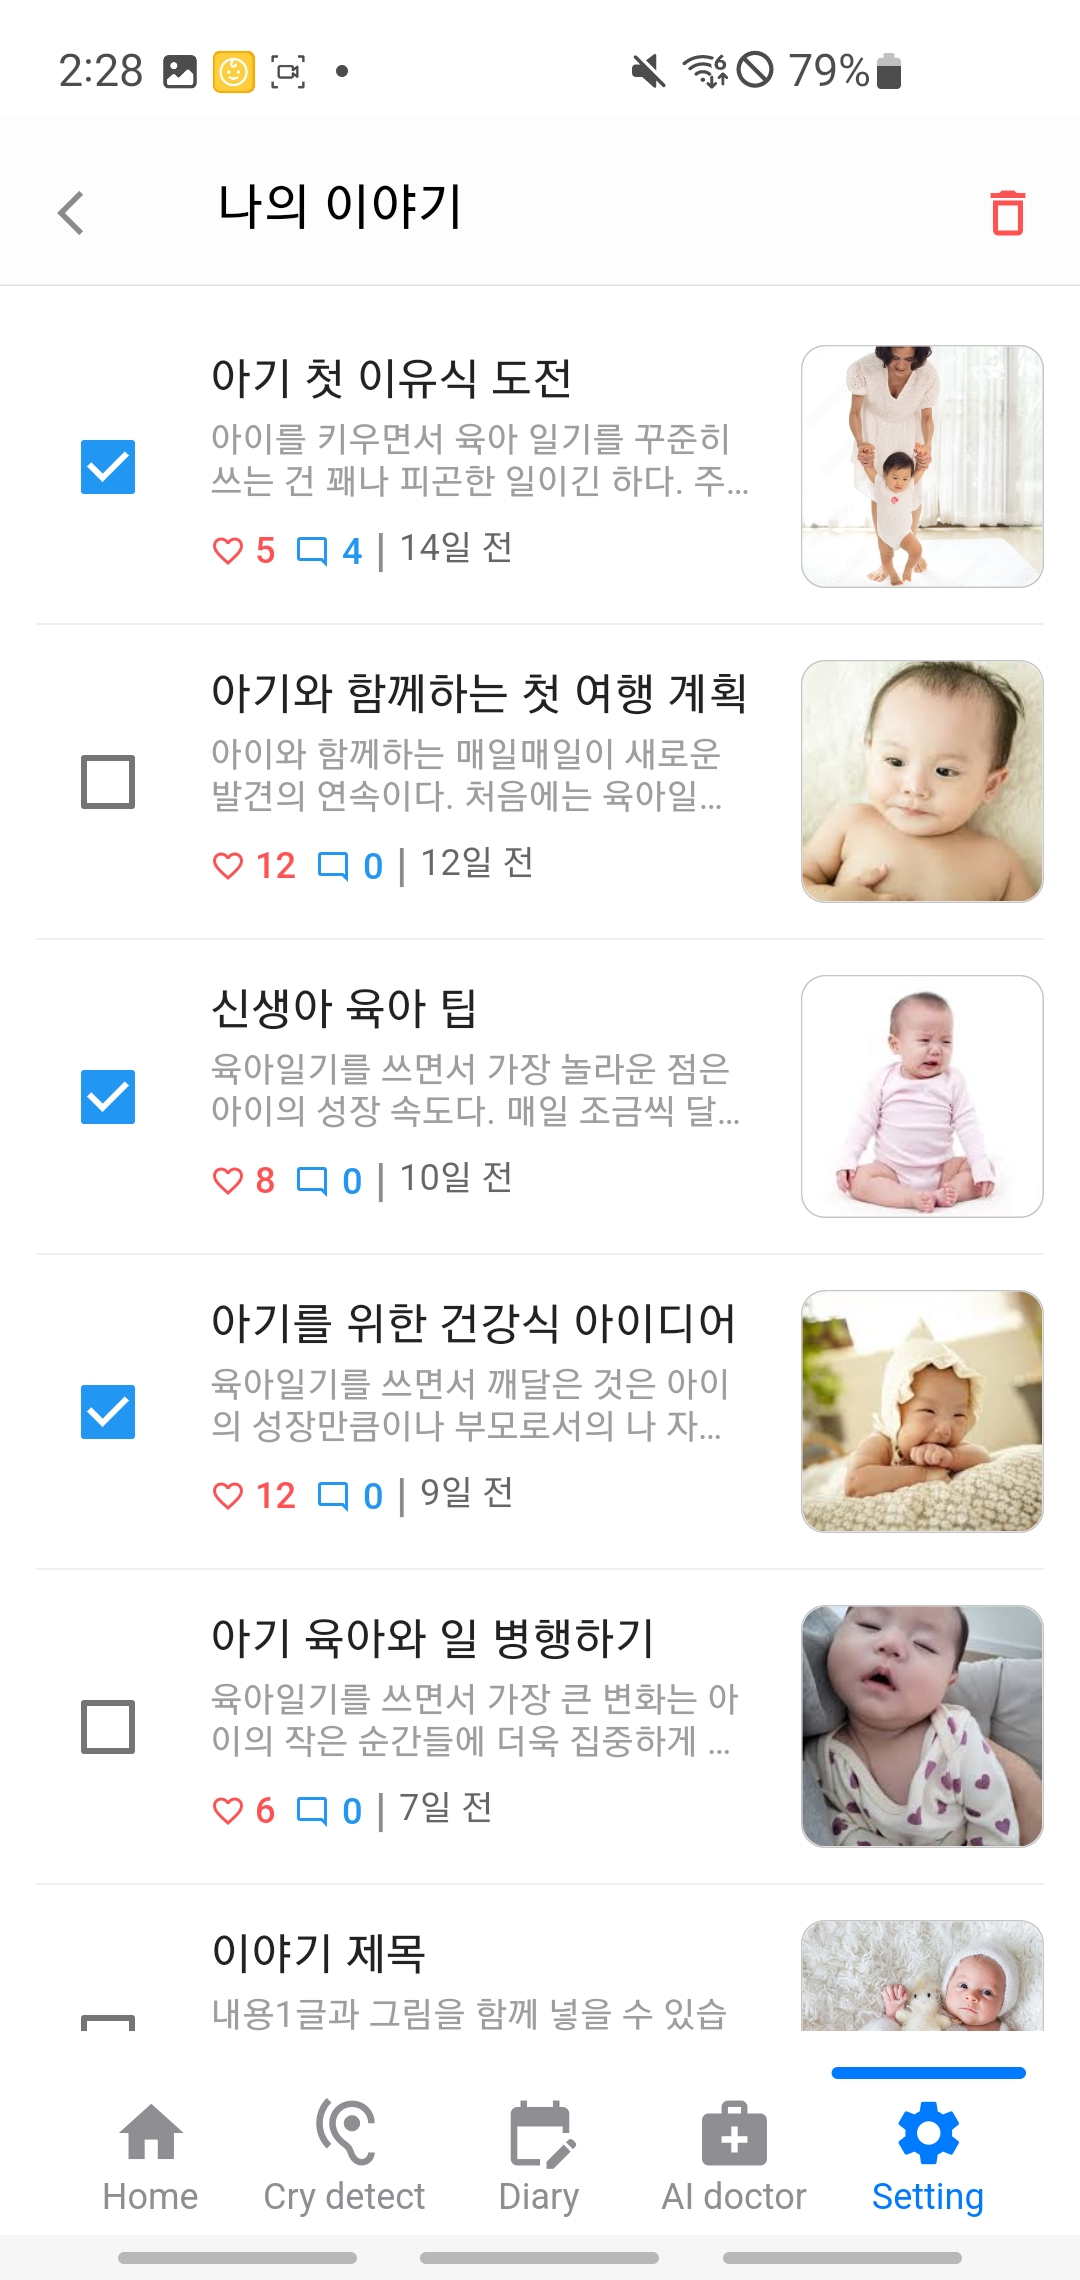 2:28 79%
나의 이야기
아기 첫 이유식 도전
아이를 키우면서 육아 일기를 꾸준히
쓰는 건 꽤나 피곤한 일이긴 하다. 주...
5 4 | 14일 전
아기와 함께하는 첫 여행 계획
아이와 함께하는 매일매일이 새로운
발견의 연속이다. 처음에는 육아일...
12 0 | 12일 전
신생아 육아 팁
육아일기를 쓰면서 가장 놀라운 점은
아이의 성장 속도다. 매일 조금씩 달...
8 0 | 10일 전
아기를 위한 건강식 아이디어
육아일기를 쓰면서 깨달은 것은 아이
의 성장만큼이나 부모로서의 나 자...
12 0 | 9일 전
아기 육아와 일 병행하기
육아일기를 쓰면서 가장 큰 변화는 아
이의 작은 순간들에 더욱 집중하게 ...
6 0 | 7일 전
이야기 제목
내용1글과 그림을 함께 넣을 수 있습
Home Cry detect Diary AI doctor Setting